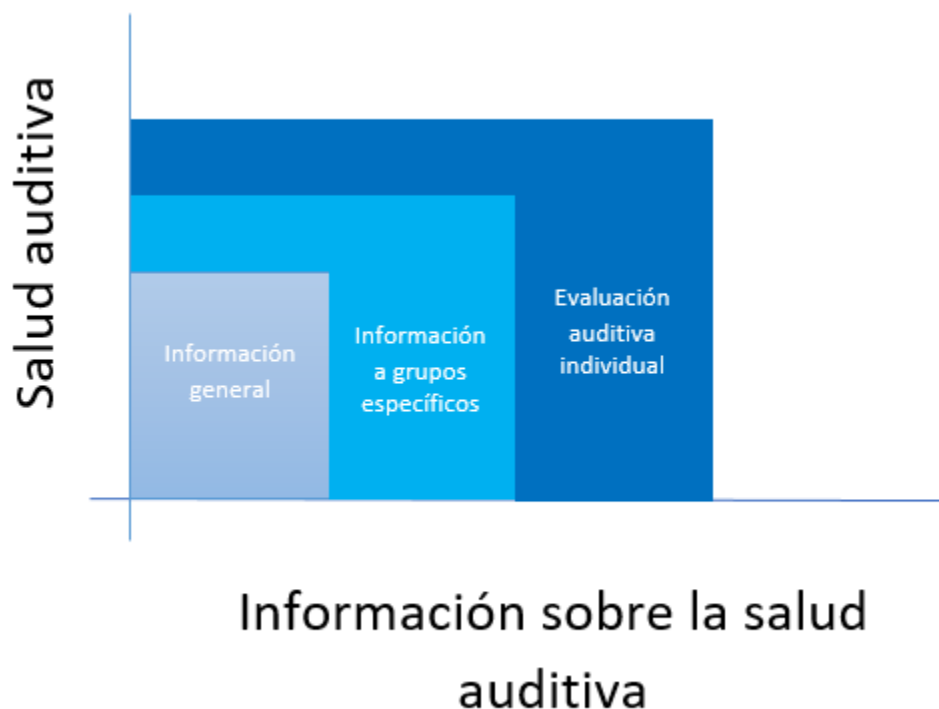 Salud auditiva
Información
general
Información
a grupos
específicos
Evaluación
auditiva
individual
Información sobre la salud
auditiva